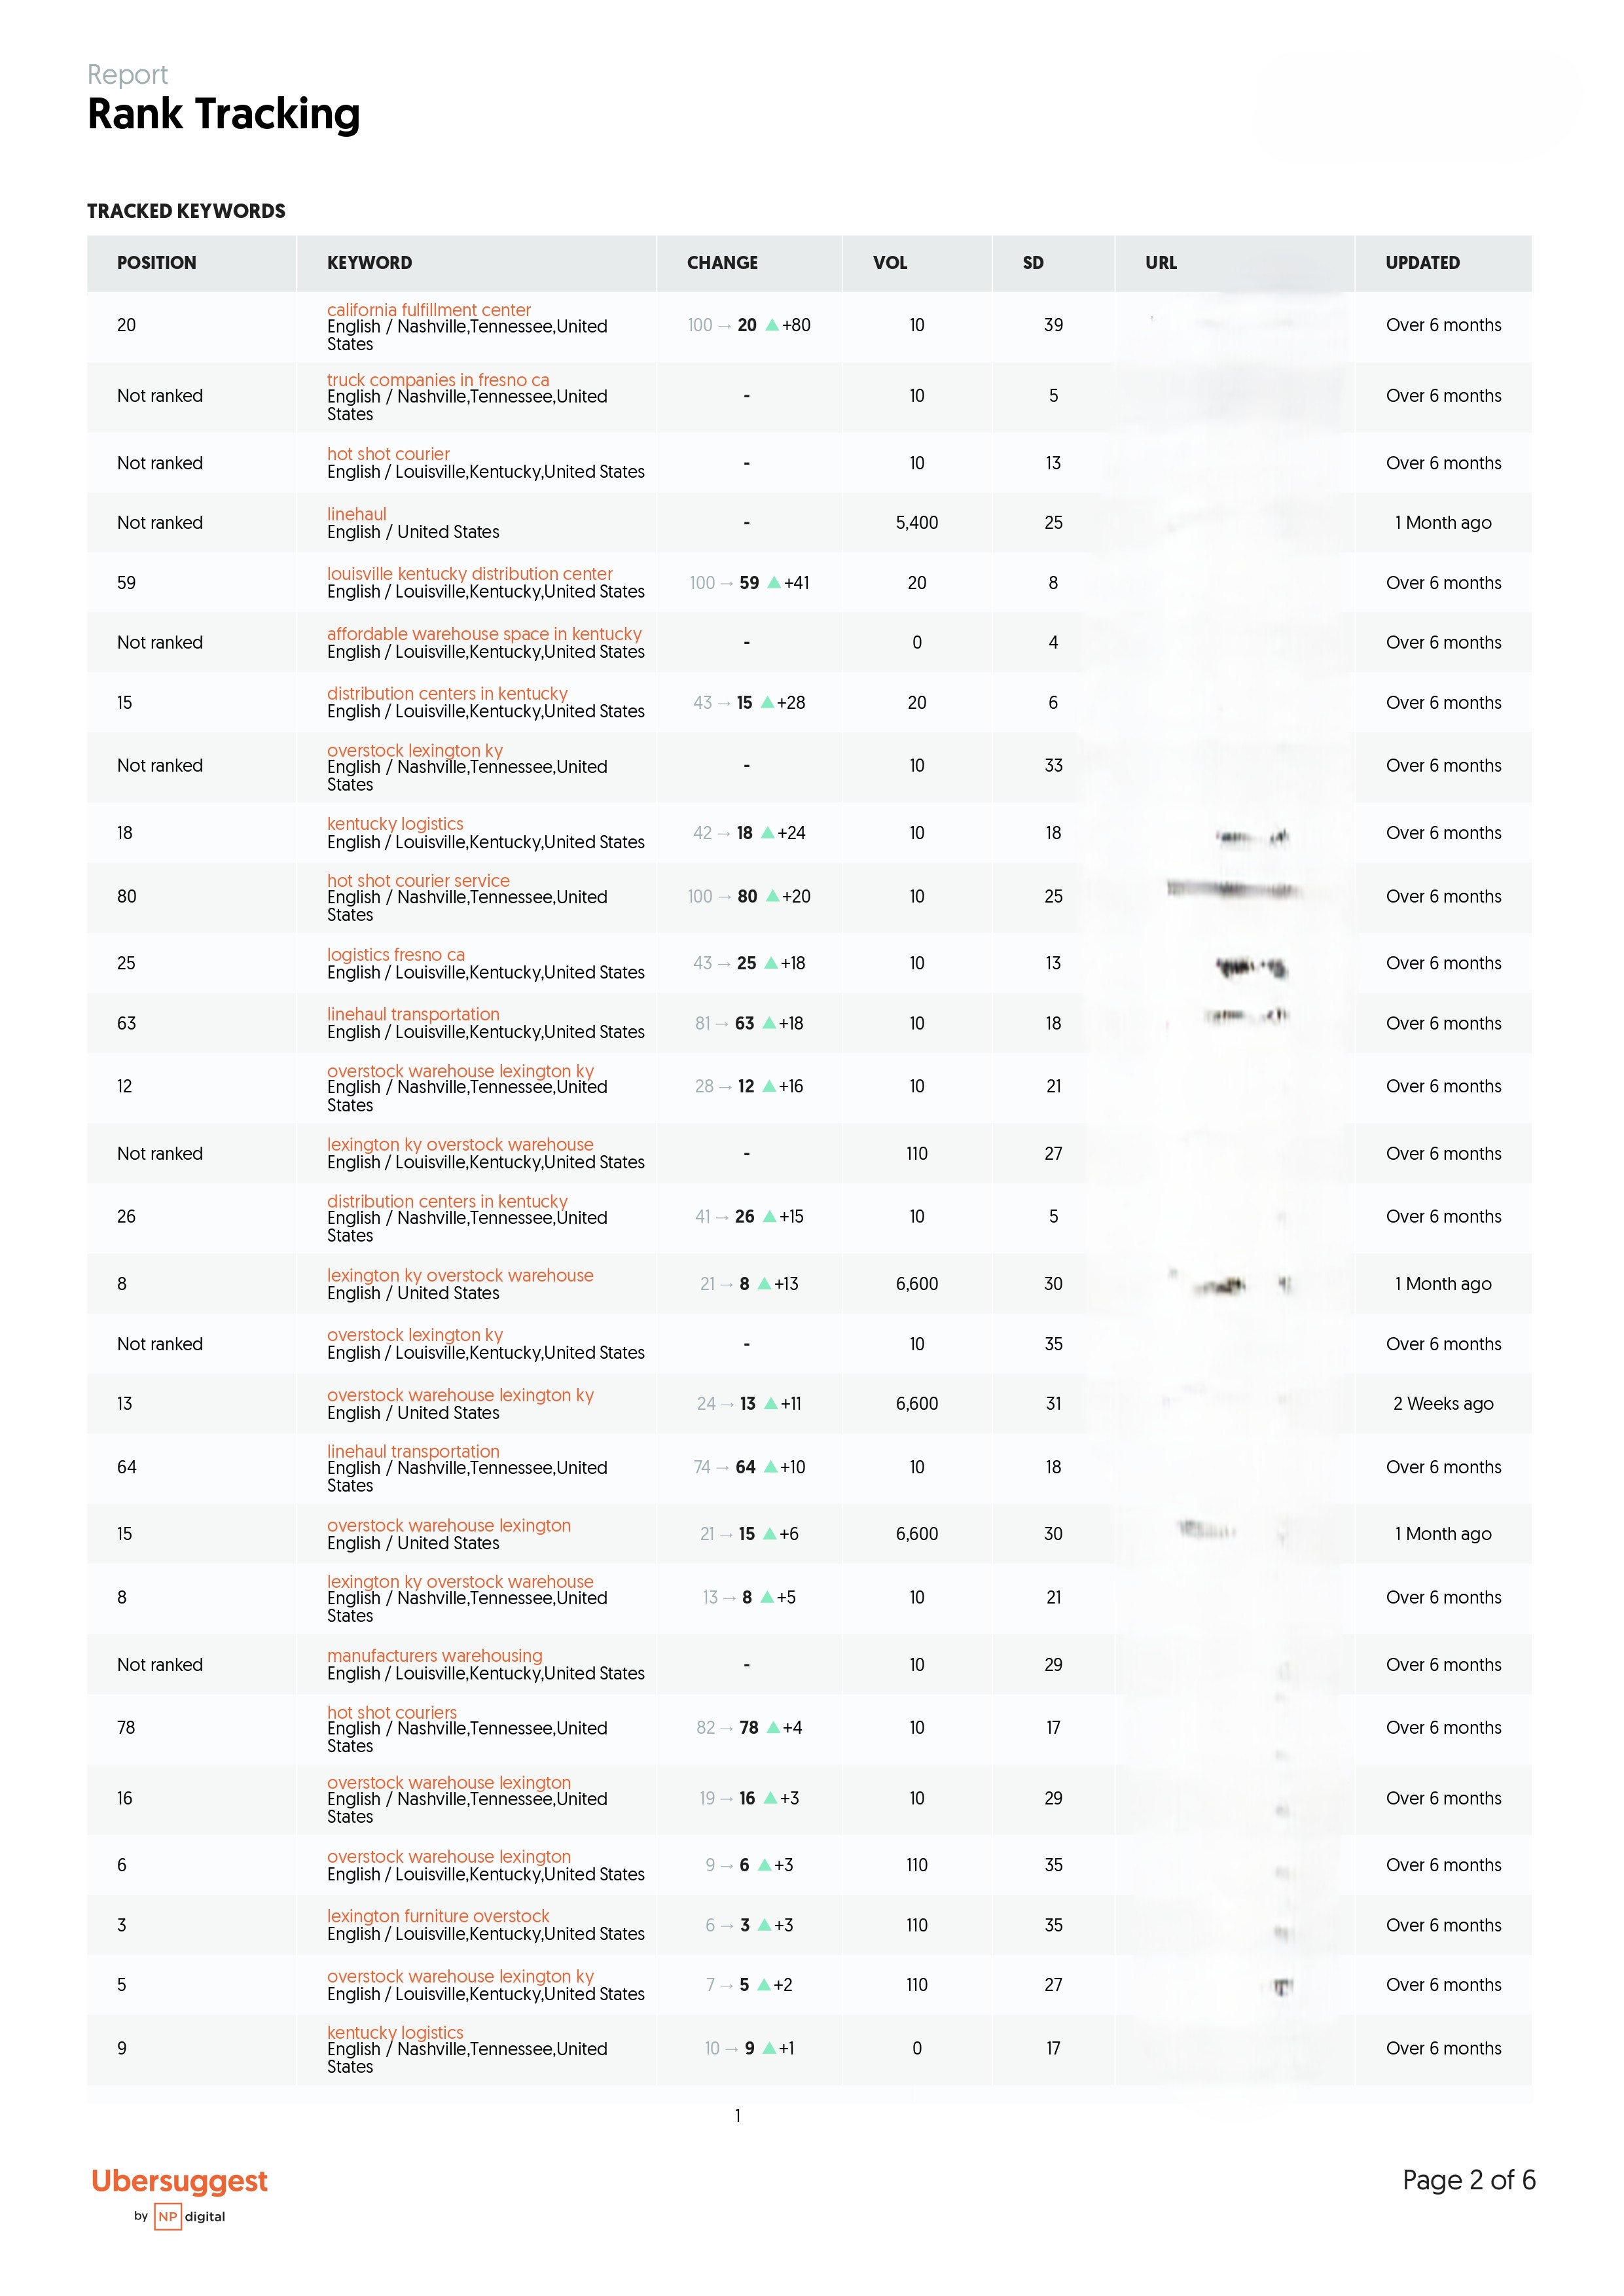 Report
Rank Tracking
TRACKED KEYWORDS
POSITION KEYWORD CHANGE VOL SD URL UPDATED
20 california fulfillment center 100 → 20 ▲ +80 10 39 Over 6 months
English / Nashville,Tennessee,United
States
Not ranked truck companies in fresno ca - 10 5 Over 6 months
English / Nashville,Tennessee,United
States
Not ranked hot shot courier - 10 13 Over 6 months
English / Louisville,Kentucky,United States
Not ranked linehaul - 5,400 25 1 Month ago
English / United States
59 louisville kentucky distribution center 100 → 59 ▲ +41 20 8 Over 6 months
English / Louisville,Kentucky,United States
Not ranked affordable warehouse space in kentucky - 0 4 Over 6 months
English / Louisville,Kentucky,United States
15 distribution centers in kentucky 43 → 15 ▲ +28 20 6 Over 6 months
English / Louisville,Kentucky,United States
Not ranked overstock lexington ky - 10 33 Over 6 months
English / Nashville,Tennessee,United
States
18 kentucky logistics 42 → 18 ▲ +24 10 18 Over 6 months
English / Louisville,Kentucky,United States
80 hot shot courier service 100 → 80 ▲ +20 10 25 Over 6 months
English / Nashville,Tennessee,United
States
25 logistics fresno ca 43 → 25 ▲ +18 10 13 Over 6 months
English / Louisville,Kentucky,United States
63 linehaul transportation 81 → 63 ▲ +18 10 18 Over 6 months
English / Louisville,Kentucky,United States
12 overstock warehouse lexington ky 28 → 12 ▲ +16 10 21 Over 6 months
English / Nashville,Tennessee,United
States
Not ranked lexington ky overstock warehouse - 110 27 Over 6 months
English / Louisville,Kentucky,United States
26 distribution centers in kentucky 41 → 26 ▲ +15 10 5 Over 6 months
English / Nashville,Tennessee,United
States
8 lexington ky overstock warehouse 21 → 8 ▲ +13 6,600 30 1 Month ago
English / United States
Not ranked overstock lexington ky - 10 35 Over 6 months
English / Louisville,Kentucky,United States
13 overstock warehouse lexington ky 24 → 13 ▲ +11 6,600 31 2 Weeks ago
English / United States
64 linehaul transportation 74 → 64 ▲ +10 10 18 Over 6 months
English / Nashville,Tennessee,United
States
15 overstock warehouse lexington 21 → 15 ▲ +6 6,600 30 1 Month ago
English / United States
8 lexington ky overstock warehouse 13 → 8 ▲ +5 10 21 Over 6 months
English / Nashville,Tennessee,United
States
Not ranked manufacturers warehousing - 10 29 Over 6 months
English / Louisville,Kentucky,United States
78 hot shot couriers 82 → 78 ▲ +4 10 17 Over 6 months
English / Nashville,Tennessee,United
States
16 overstock warehouse lexington 19 → 16 ▲ +3 10 29 Over 6 months
English / Nashville,Tennessee,United
States
6 overstock warehouse lexington 9 → 6 ▲ +3 110 35 Over 6 months
English / Louisville,Kentucky,United States
3 lexington furniture overstock 6 → 3 ▲ +3 110 35 Over 6 months
English / Louisville,Kentucky,United States
5 overstock warehouse lexington ky 7 → 5 ▲ +2 110 27 Over 6 months
English / Louisville,Kentucky,United States
9 kentucky logistics 10 → 9 ▲ +1 0 17 Over 6 months
English / Nashville,Tennessee,United
States
1
Ubersuggest Page 2 of 6
by NP digital